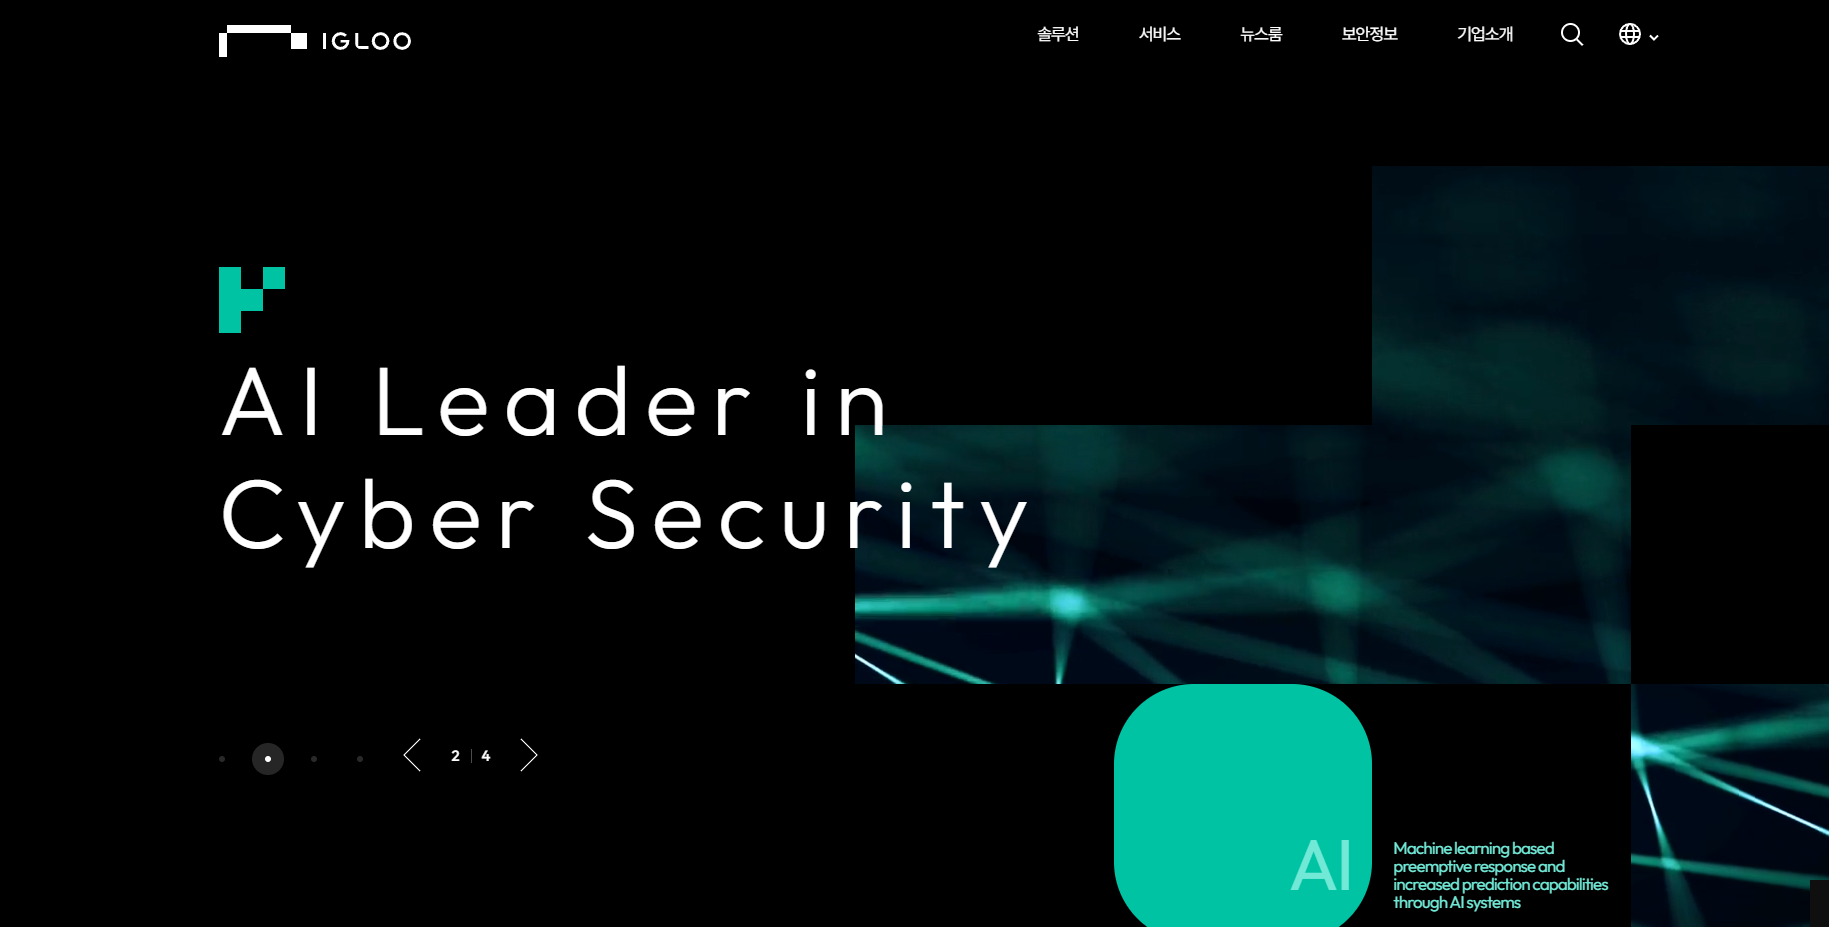 IGLOO
솔루션 서비스 뉴스룸 보안정보 기업소개
AI Leader in
Cyber Security
2 | 4
AI
Machine learning based
preemptive response and
increased prediction capabilities
through AI systems